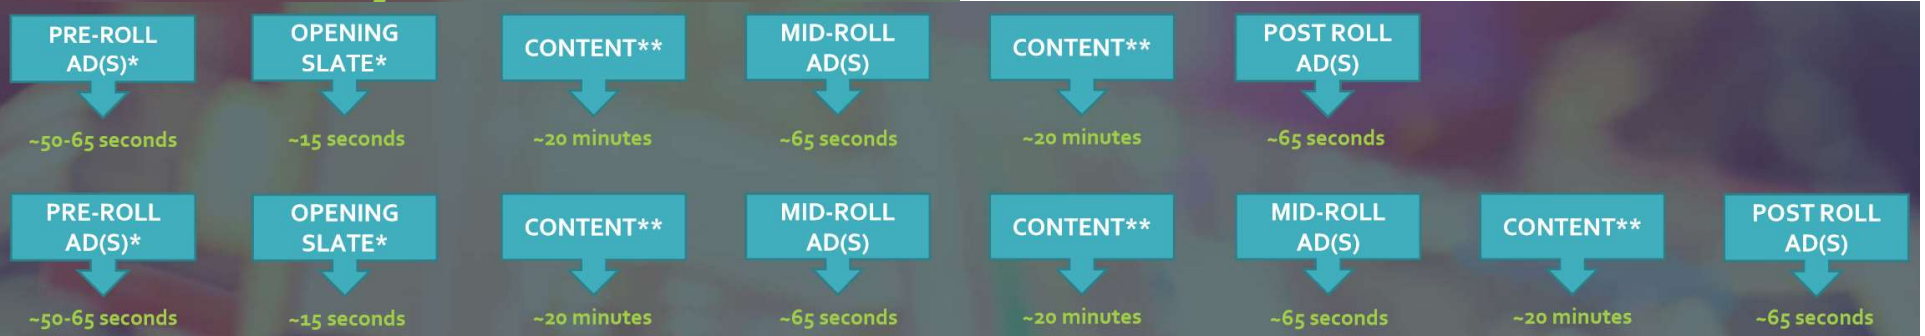 PRE-ROLL
AD(S)*
OPENING
SLATE*
CONTENT**
MID-ROLL
AD(S)
CONTENT**
POST ROLL
AD(S)
~50-65 seconds
~15 seconds
~20 minutes
~65 seconds
~20 minutes
~65 seconds
PRE-ROLL
AD(S)*
OPENING
SLATE*
CONTENT**
MID-ROLL
AD(S)
CONTENT**
MID-ROLL
AD(S)
CONTENT**
POST ROLL
AD(S)
~50-65 seconds
~15 seconds
~20 minutes
~65 seconds
~20 minutes
~65 seconds
~20 minutes
~65 seconds